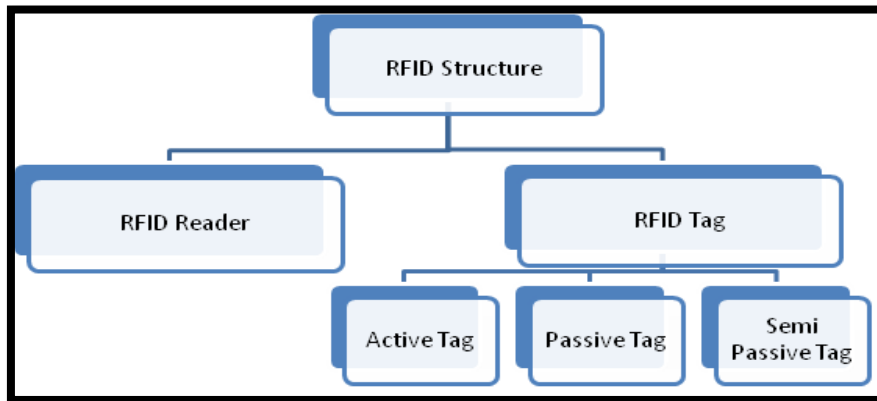 RFID Structure
RFID Reader
RFID Tag
Active Tag
Passive Tag
Semi
Passive Tag